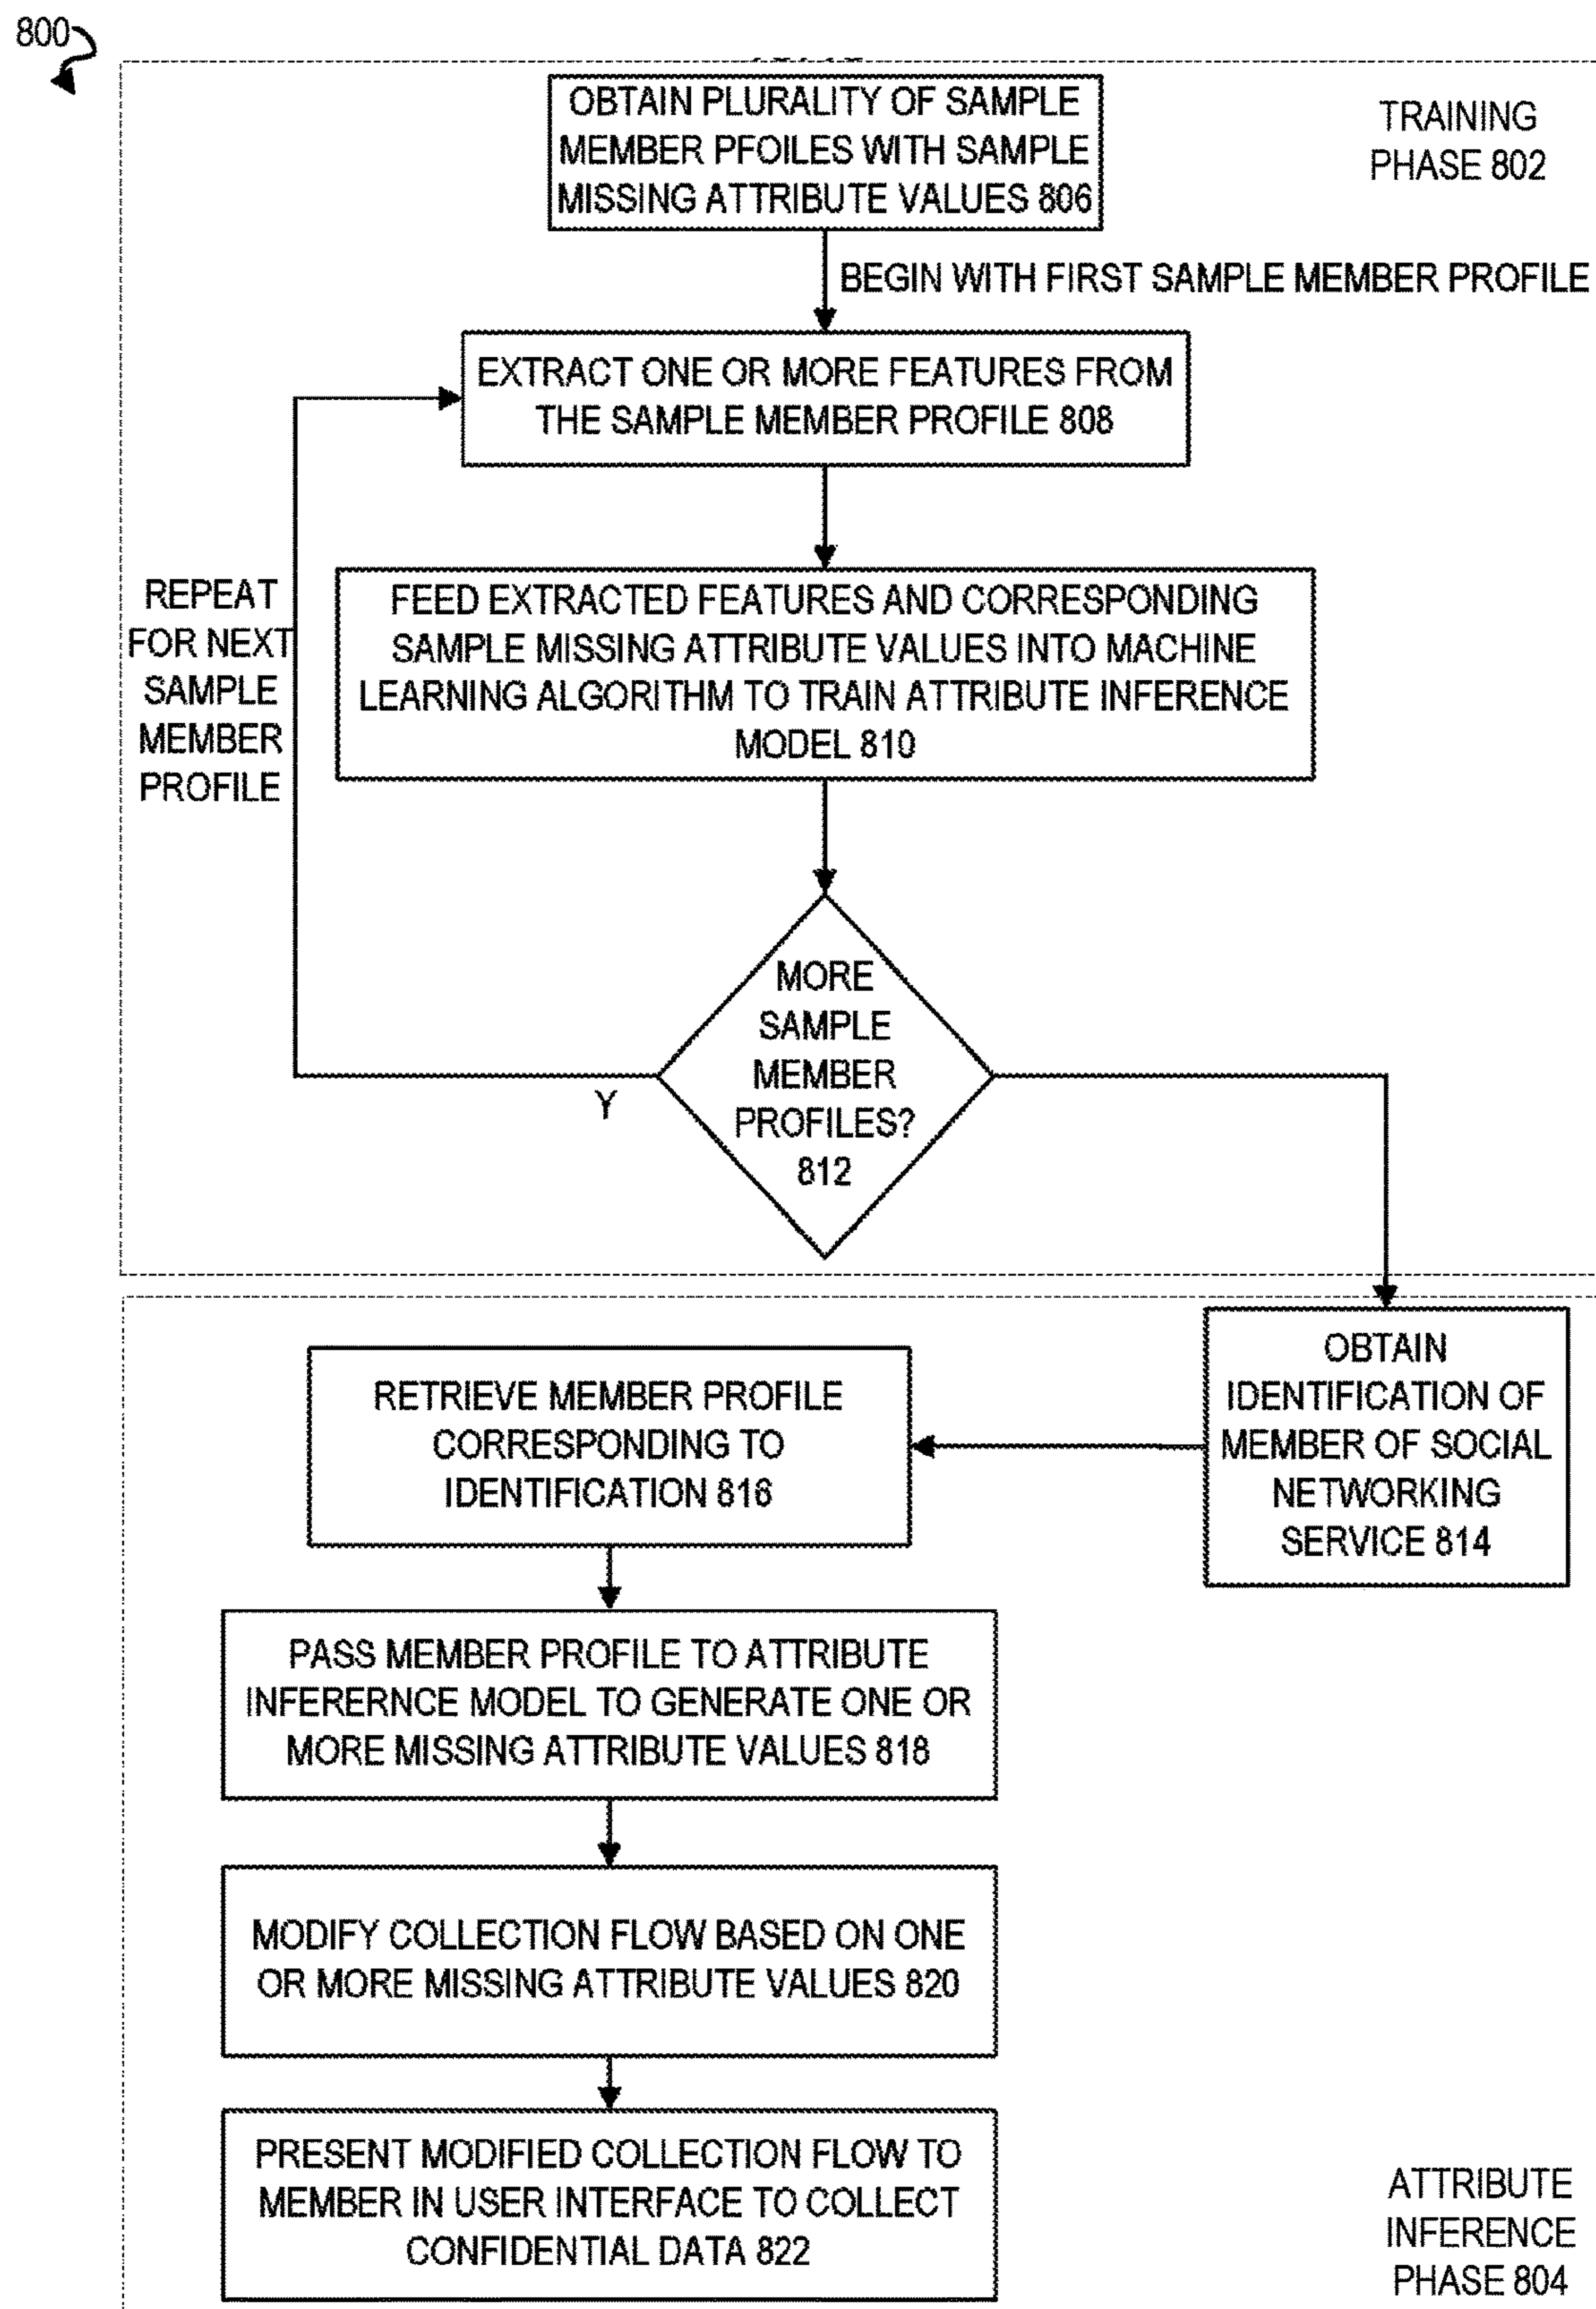 800
OBTAIN PLURALITY OF SAMPLE
MEMBER PFOILES WITH SAMPLE
MISSING ATTRIBUTE VALUES 806
TRAINING
PHASE 802
BEGIN WITH FIRST SAMPLE MEMBER PROFILE
EXTRACT ONE OR MORE FEATURES FROM
THE SAMPLE MEMBER PROFILE 808
REPEAT
FOR NEXT
SAMPLE
MEMBER
PROFILE
FEED EXTRACTED FEATURES AND CORRESPONDING
SAMPLE MISSING ATTRIBUTE VALUES INTO MACHINE
LEARNING ALGORITHM TO TRAIN ATTRIBUTE INFERENCE
MODEL 810
MORE
SAMPLE
MEMBER
PROFILES?
812
Y
OBTAIN
IDENTIFICATION OF
MEMBER OF SOCIAL
NETWORKING
SERVICE 814
RETRIEVE MEMBER PROFILE
CORRESPONDING TO
IDENTIFICATION 816
PASS MEMBER PROFILE TO ATTRIBUTE
INFERERNCE MODEL TO GENERATE ONE OR
MORE MISSING ATTRIBUTE VALUES 818
MODIFY COLLECTION FLOW BASED ON ONE
OR MORE MISSING ATTRIBUTE VALUES 820
PRESENT MODIFIED COLLECTION FLOW TO
MEMBER IN USER INTERFACE TO COLLECT
CONFIDENTIAL DATA 822
ATTRIBUTE
INFERENCE
PHASE 804